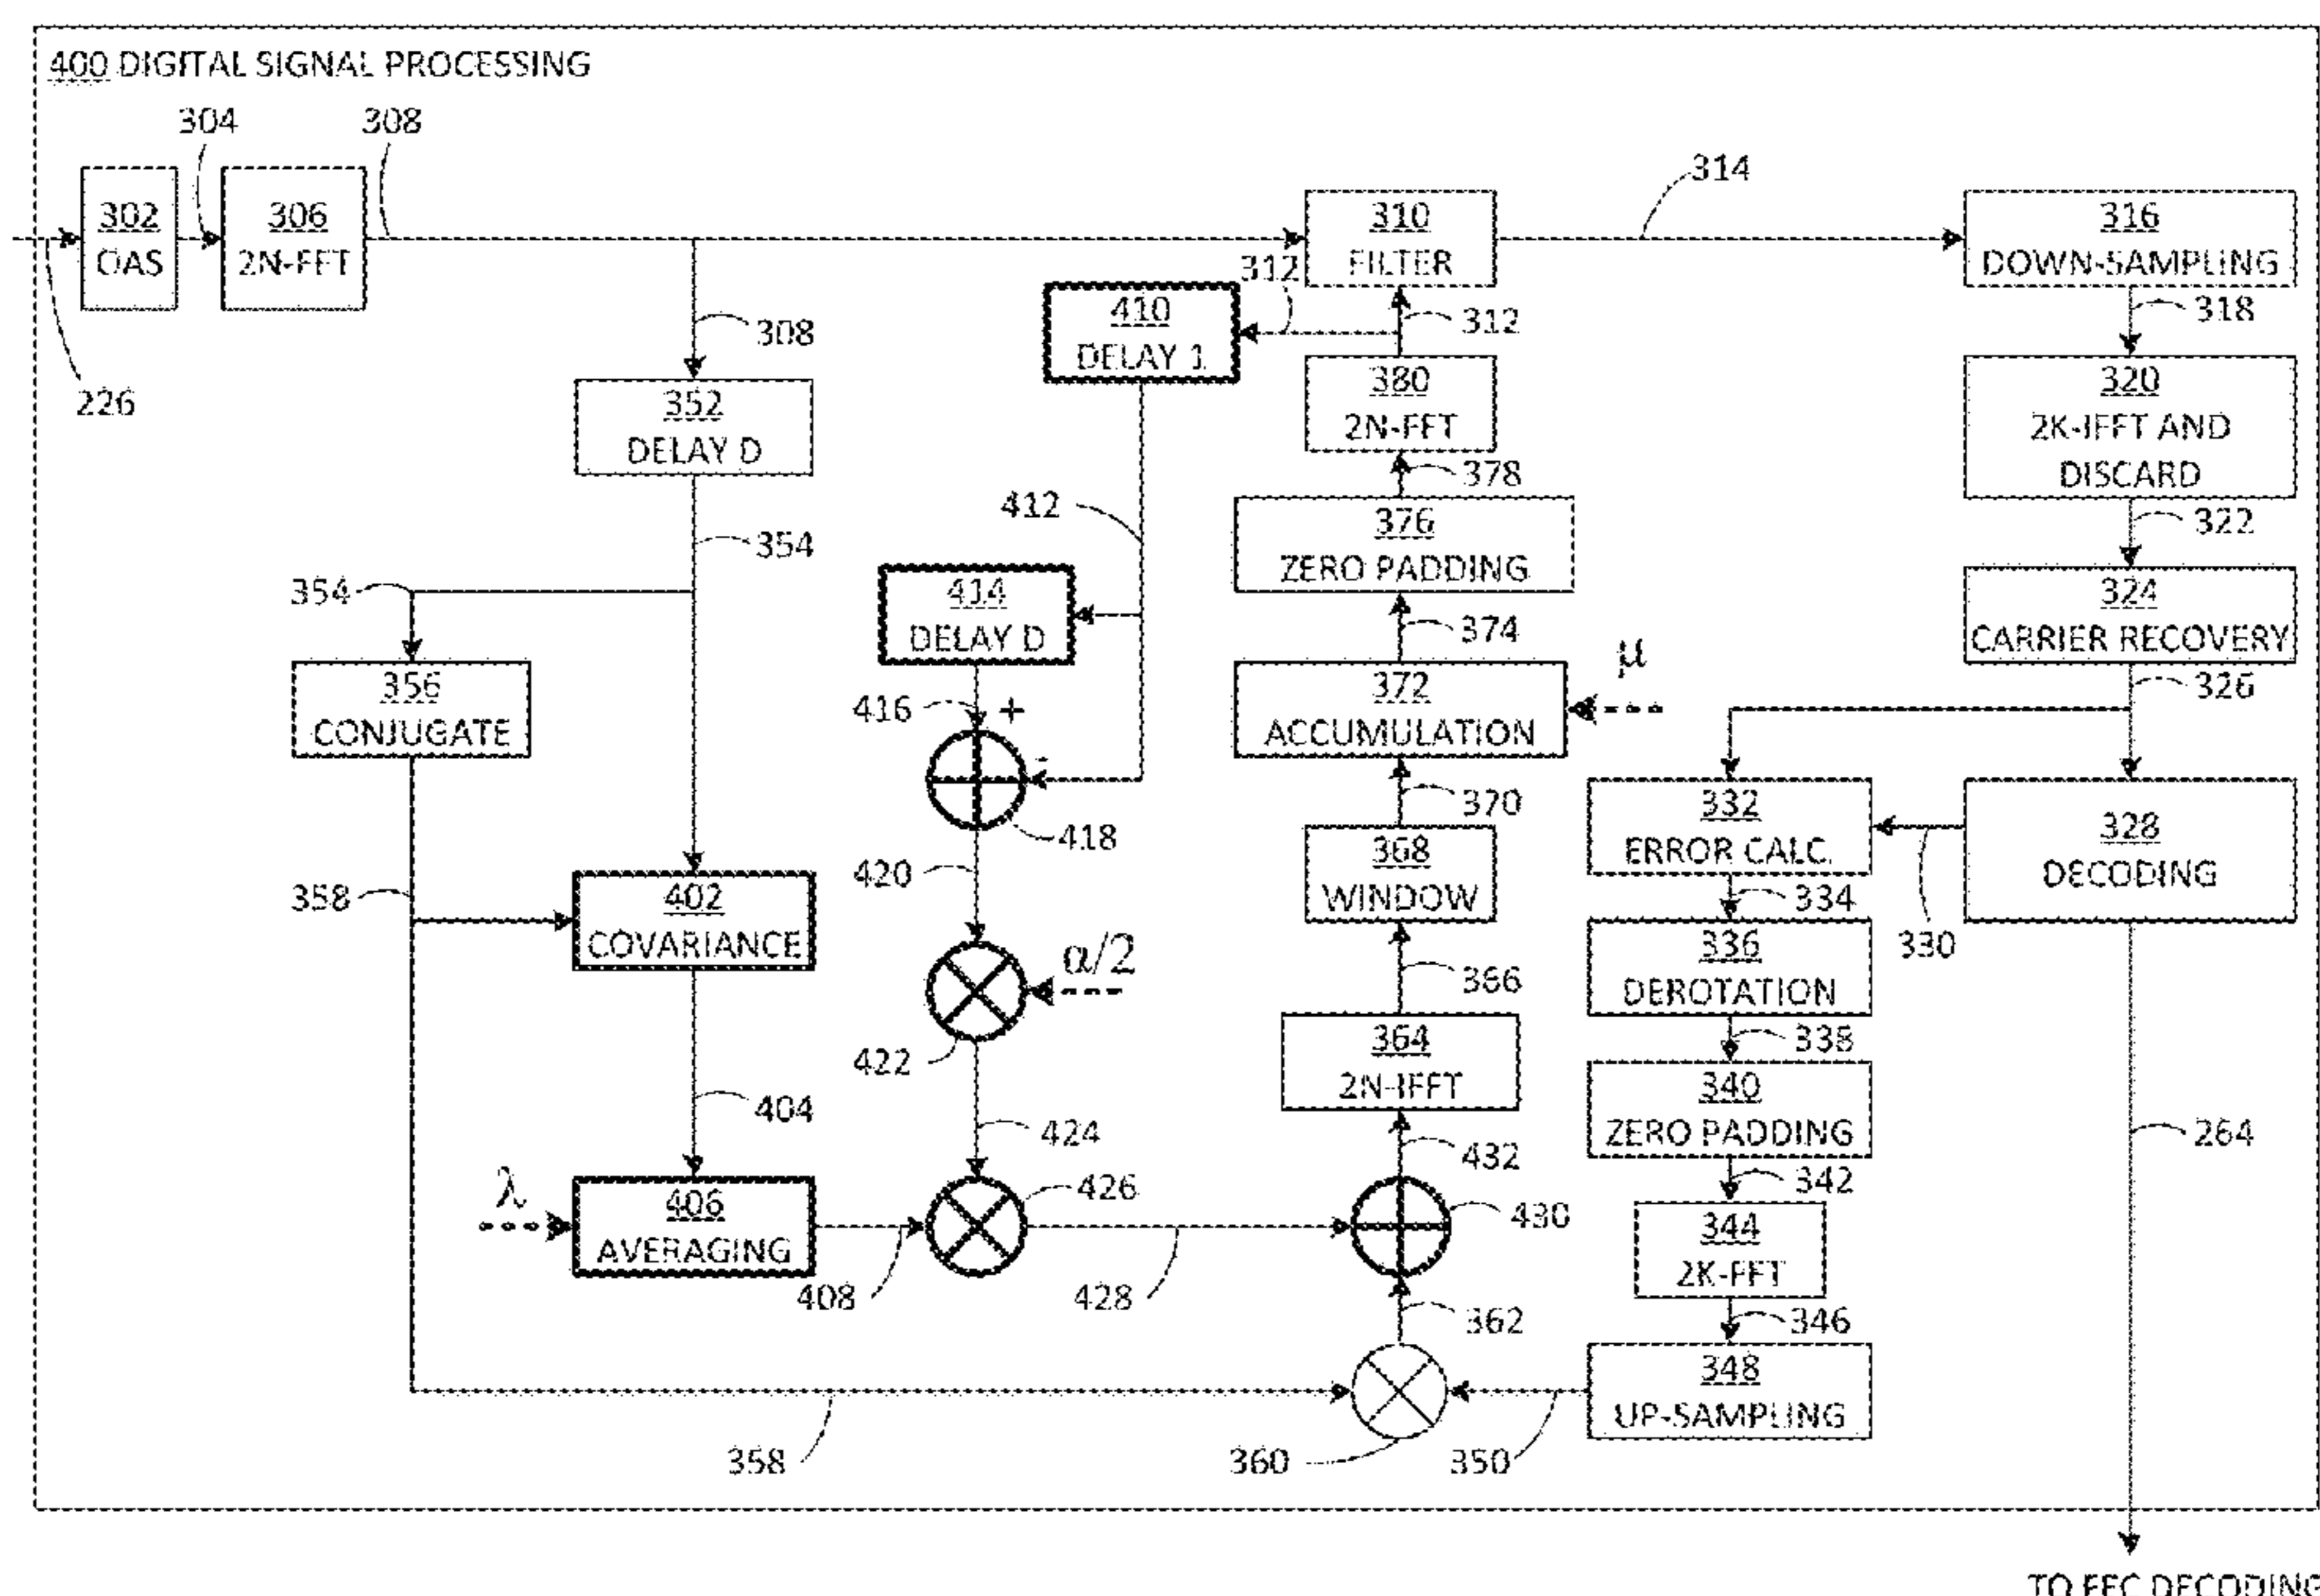 400 DIGITAL SIGNAL PROCESSING
304
308
314
302
OAS
306
2N-FFT
310
FILTER
316
DOWN-SAMPLING
226
308
312
312
318
410
DELAY 1
352
DELAY D
380
2N-FFT
320
2K-IFFT AND
DISCARD
378
412
322
354
376
ZERO PADDING
354
414
DELAY D
374
324
CARRIER RECOVERY
356
CONJUGATE
416
+
-
372
ACCUMULATION
μ
326
418
370
332
ERROR CALC.
328
DECODING
330
358
402
COVARIANCE
420
368
WINDOW
334
336
DEROTATION
α/2
422
366
338
364
2N-IFFT
340
ZERO PADDING
404
424
432
264
λ
406
AVERAGING
426
430
342
344
2K-FFT
408
428
362
346
348
UP-SAMPLING
358
360
350
TO FEC DECODING